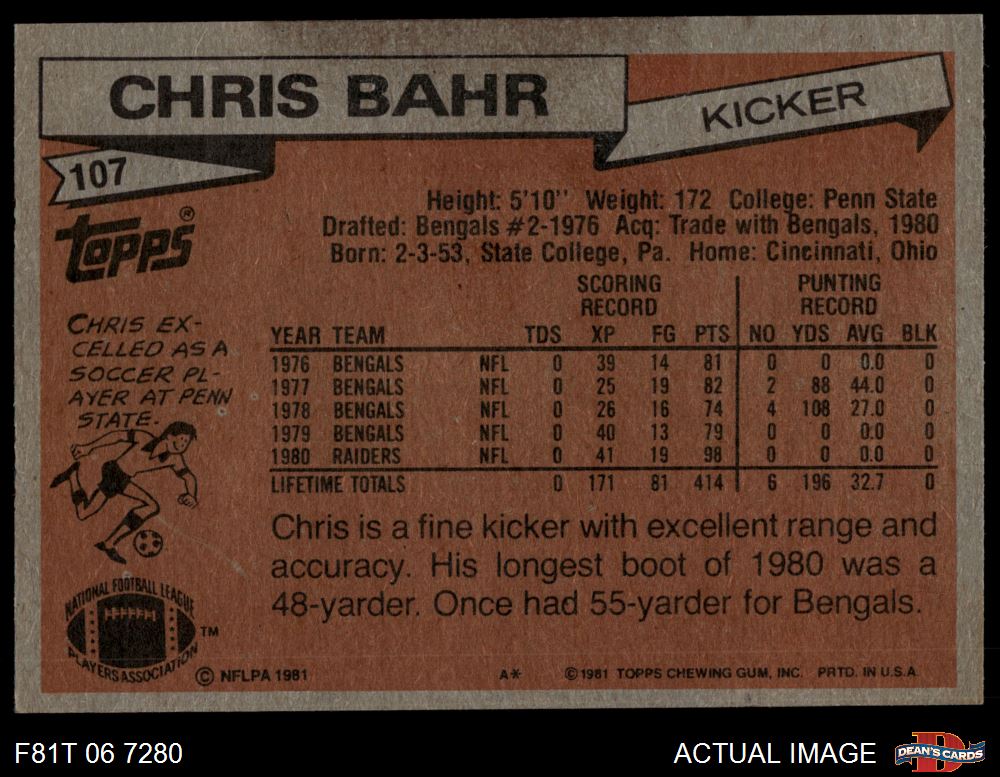 CHRIS BAHR
KICKER
107
topps®
Height: 5'10'' Weight: 172 College: Penn State
Drafted: Bengals #2-1976 Acq: Trade with Bengals, 1980
Born: 2-3-53, State College, Pa. Home: Cincinnati, Ohio
CHRIS EX-
CELLED AS A
SOCCER PL-
AYER AT PENN
STATE.
SCORING RECORD PUNTING RECORD
YEAR TEAM TDS XP FG PTS NO YDS AVG BLK
1976 BENGALS NFL 0 39 14 81 0 0 0.0 0
1977 BENGALS NFL 0 25 19 82 2 88 44.0 0
1978 BENGALS NFL 0 26 16 74 4 108 27.0 0
1979 BENGALS NFL 0 40 13 79 0 0 0.0 0
1980 RAIDERS NFL 0 41 19 98 0 0 0.0 0
LIFETIME TOTALS 0 171 81 414 6 196 32.7 0
Chris is a fine kicker with excellent range and
accuracy. His longest boot of 1980 was a
48-yarder. Once had 55-yarder for Bengals.
NATIONAL FOOTBALL LEAGUE
PLAYERS ASSOCIATION
TM
© NFLPA 1981 A* ©1981 TOPPS CHEWING GUM, INC. PRTD. IN U.S.A.
F81T 06 7280 ACTUAL IMAGE
D
DEAN'S CARDS